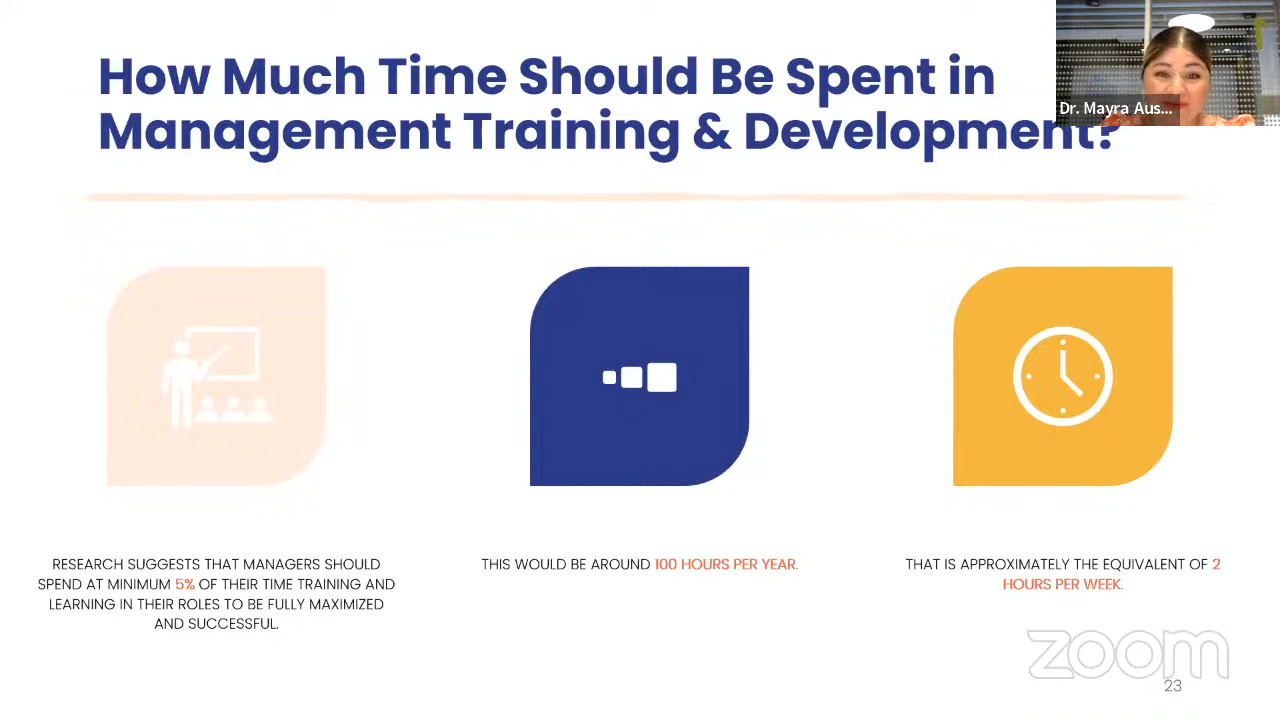 How Much Time Should Be Spent in
Management Training & Development?
Dr. Mayra Aus...
RESEARCH SUGGESTS THAT MANAGERS SHOULD
SPEND AT MINIMUM 5% OF THEIR TIME TRAINING AND
LEARNING IN THEIR ROLES TO BE FULLY MAXIMIZED
AND SUCCESSFUL.
THIS WOULD BE AROUND 100 HOURS PER YEAR.
THAT IS APPROXIMATELY THE EQUIVALENT OF 2
HOURS PER WEEK.
zoom
23